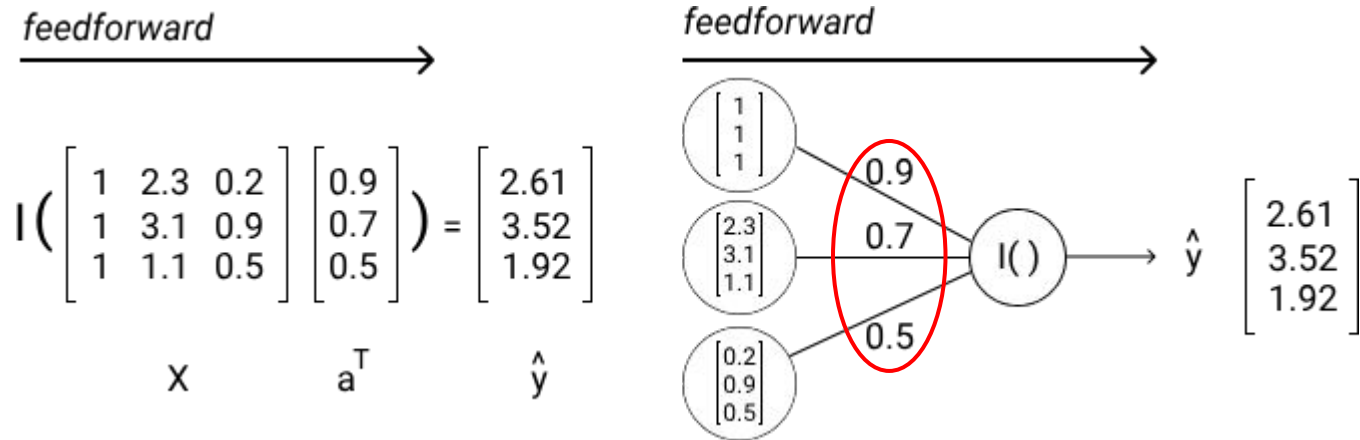 feedforward
I ( [ 1 2.3 0.2 ] [ 0.9 ] ) = [ 2.61 ]
1 3.1 0.9 0.7 3.52
1 1.1 0.5 0.5 1.92
X a^T ŷ
feedforward
1
1
1
2.3
3.1
1.1
0.2
0.9
0.5
0.9
0.7
0.5
I( )
ŷ
2.61
3.52
1.92